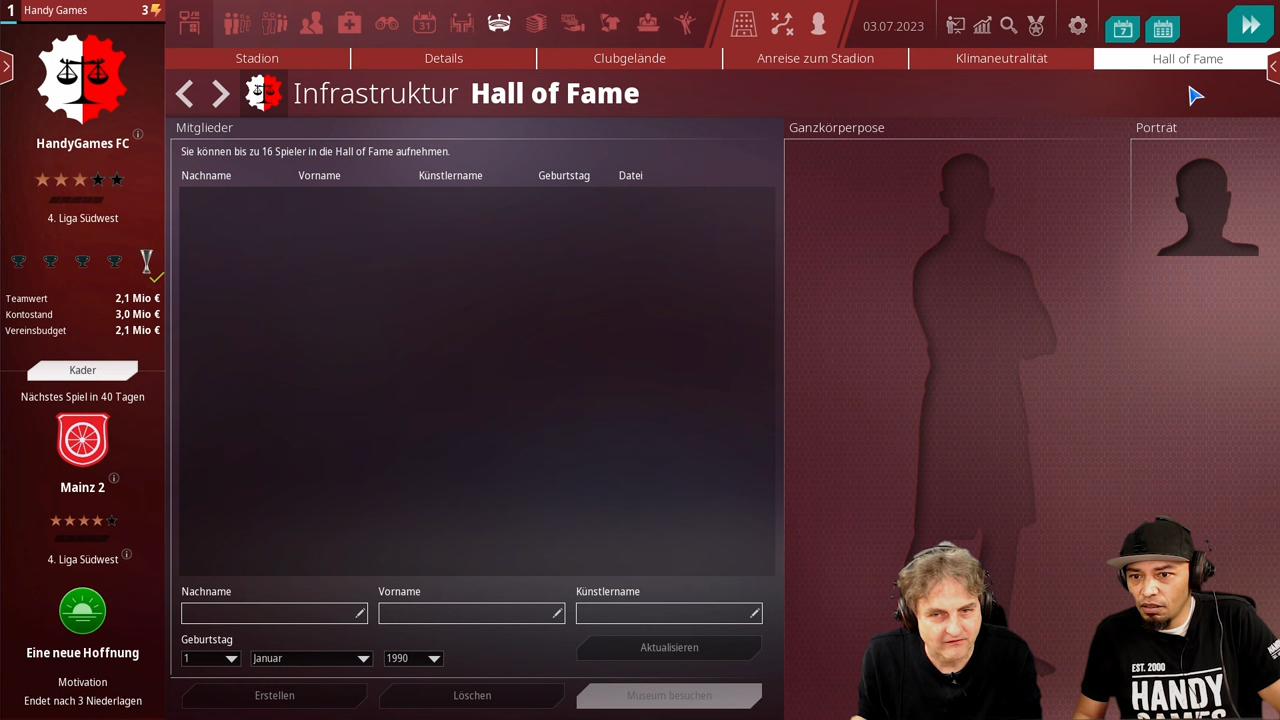 1 Handy Games 3
03.07.2023
31
7
Stadion Details Clubgelände Anreise zum Stadion Klimaneutralität Hall of Fame
Infrastruktur Hall of Fame
HandyGames FC
4. Liga Südwest
Teamwert 2,1 Mio €
Kontostand 3,0 Mio €
Vereinsbudget 2,1 Mio €
Kader
Nächstes Spiel in 40 Tagen
Mainz 2
4. Liga Südwest
Eine neue Hoffnung
Motivation
Endet nach 3 Niederlagen
Mitglieder
Sie können bis zu 16 Spieler in die Hall of Fame aufnehmen.
Nachname Vorname Künstlername Geburtstag Datei
Nachname Vorname Künstlername
Geburtstag
1 Januar 1990
Aktualisieren
Erstellen Löschen Museum besuchen
Ganzkörperpose
Porträt
EST. 2000
HANDY
GAMES